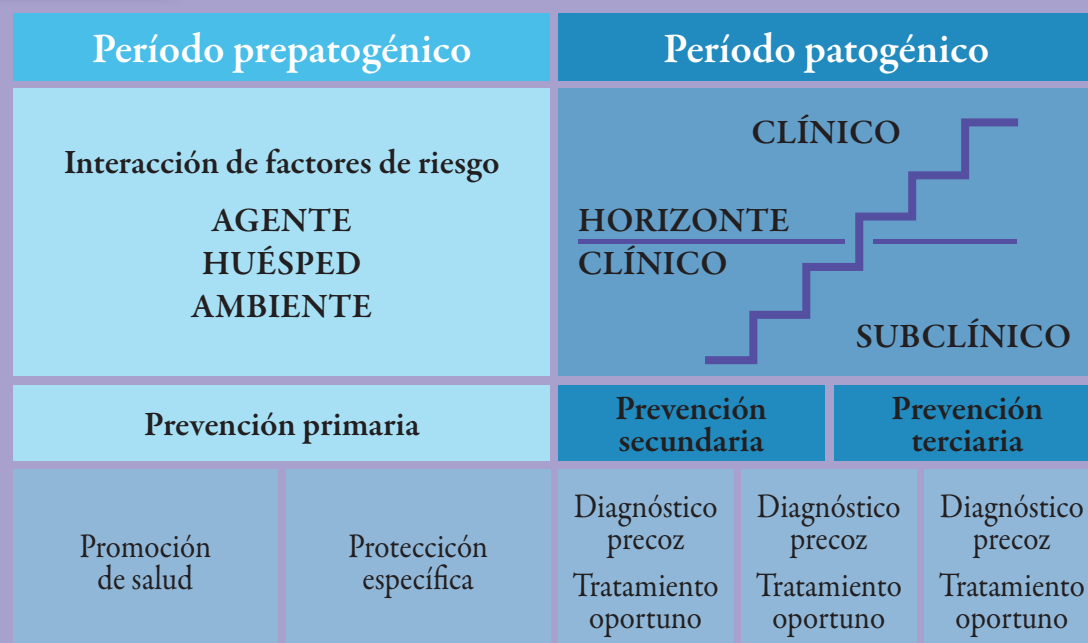 Período prepatogénico
Período patogénico
Interacción de factores de riesgo
AGENTE
HUÉSPED
AMBIENTE
CLÍNICO
HORIZONTE
CLÍNICO
SUBCLÍNICO
Prevención primaria
Prevención
secundaria
Prevención
terciaria
Promoción
de salud
Proteccicón
específica
Diagnóstico
precoz
Tratamiento
oportuno
Diagnóstico
precoz
Tratamiento
oportuno
Diagnóstico
precoz
Tratamiento
oportuno